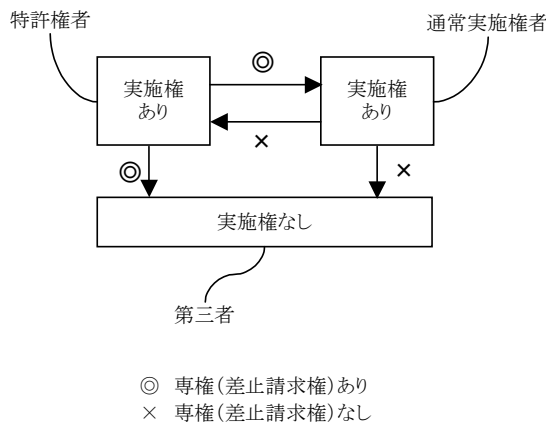 特許権者
通常実施権者
◎
実施権
あり
実施権
あり
×
◎
×
実施権なし
第三者
◎ 専権(差止請求権)あり
× 専権(差止請求権)なし